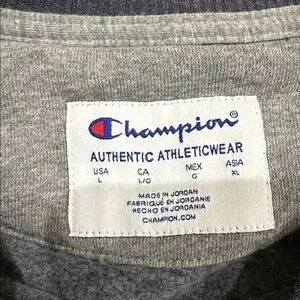 Champion®
AUTHENTIC ATHLETICWEAR
USA CA MEX ASIA
L L/G G XL
MADE IN JORDAN
FABRIQUÉ EN JORDANIE
HECHO EN JORDANIA
CHAMPION.COM